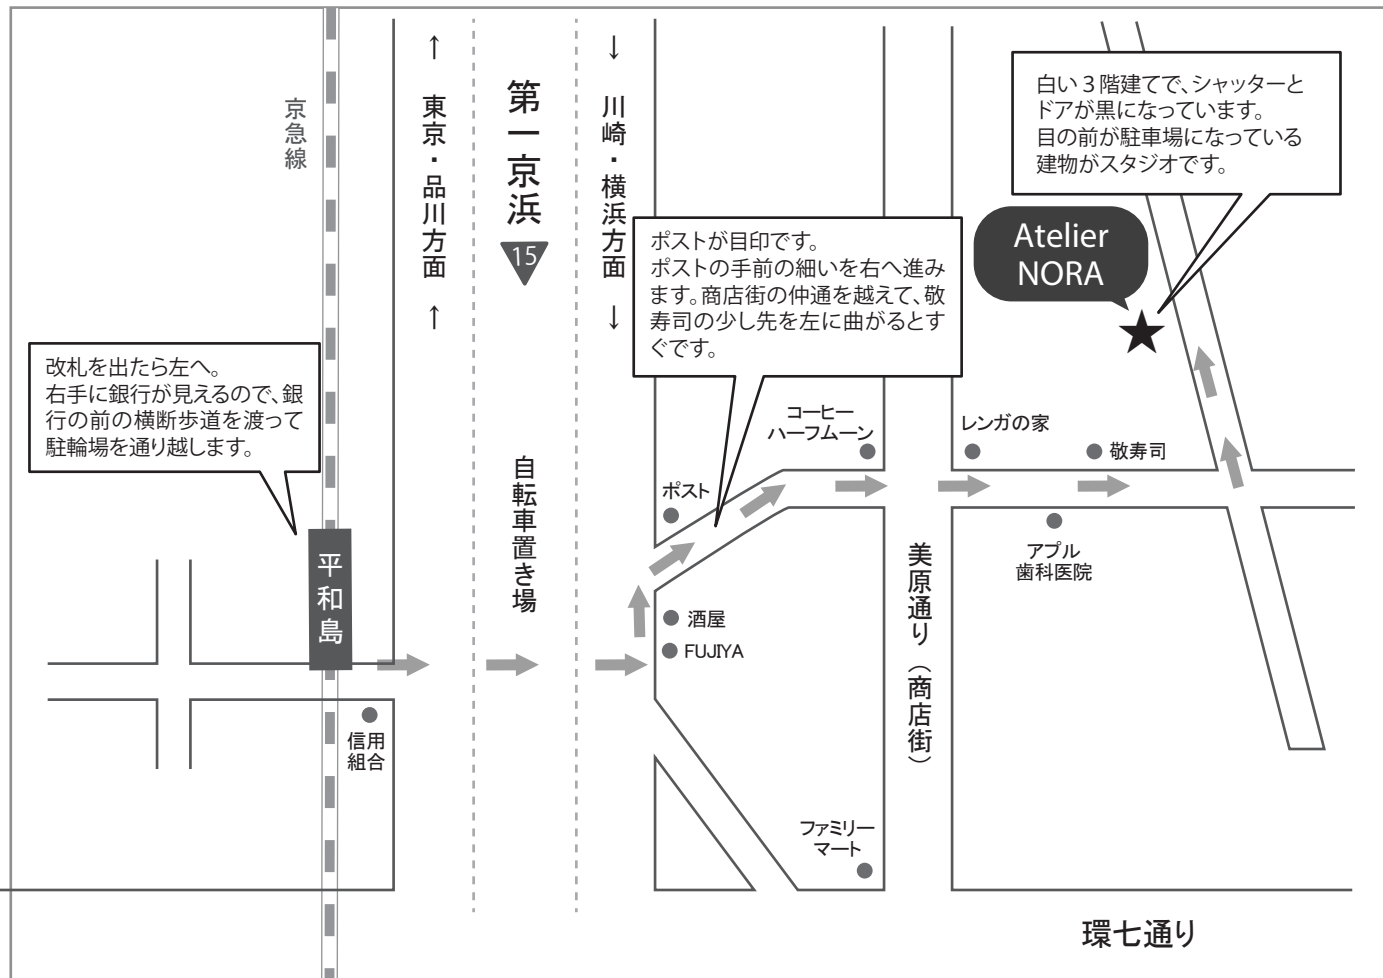 京急線
↑ 東京・品川方面 ↑
第一京浜
15
↓ 川崎・横浜方面 ↓
白い3階建てで、シャッターと
ドアが黒になっています。
目の前が駐車場になっている
建物がスタジオです。
Atelier
NORA
ポストが目印です。
ポストの手前の細いを右へ進み
ます。商店街の仲通を越えて、敬
寿司の少し先を左に曲がるとす
ぐです。
改札を出たら左へ。
右手に銀行が見えるので、銀
行の前の横断歩道を渡って
駐輪場を通り越します。
コーヒー
ハーフムーン
レンガの家
敬寿司
自転車置き場
ポスト
平和島
アプル
歯科医院
美原通り（商店街）
酒屋
FUJIYA
信用
組合
ファミリー
マート
環七通り